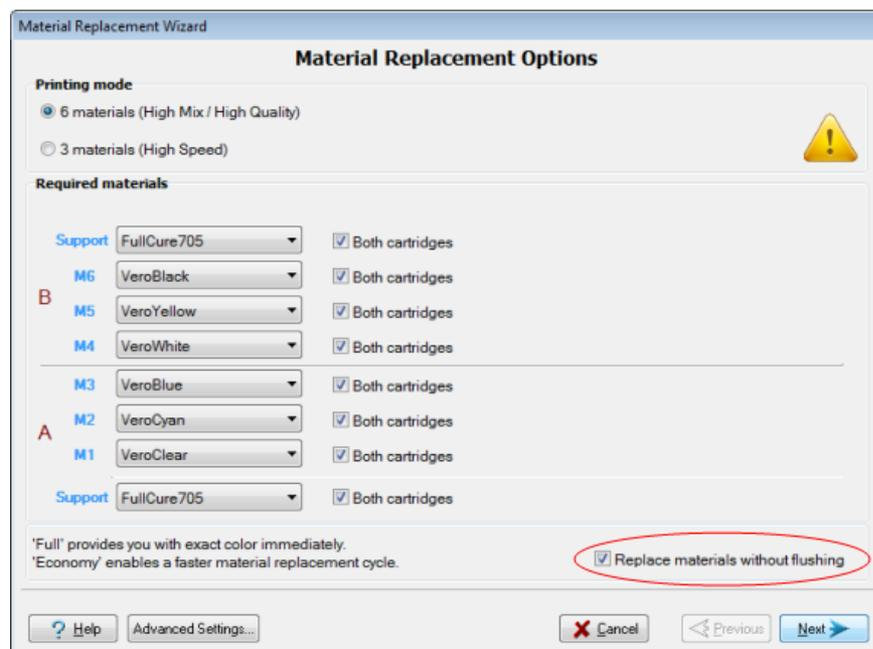 Material Replacement Wizard
Material Replacement Options
Printing mode
6 materials (High Mix / High Quality)
3 materials (High Speed)
Required materials
Support FullCure705 Both cartridges
M6 VeroBlack Both cartridges
B
M5 VeroYellow Both cartridges
M4 VeroWhite Both cartridges
M3 VeroBlue Both cartridges
A
M2 VeroCyan Both cartridges
M1 VeroClear Both cartridges
Support FullCure705 Both cartridges
'Full' provides you with exact color immediately.
'Economy' enables a faster material replacement cycle.
Replace materials without flushing
? Help Advanced Settings... Cancel Previous Next